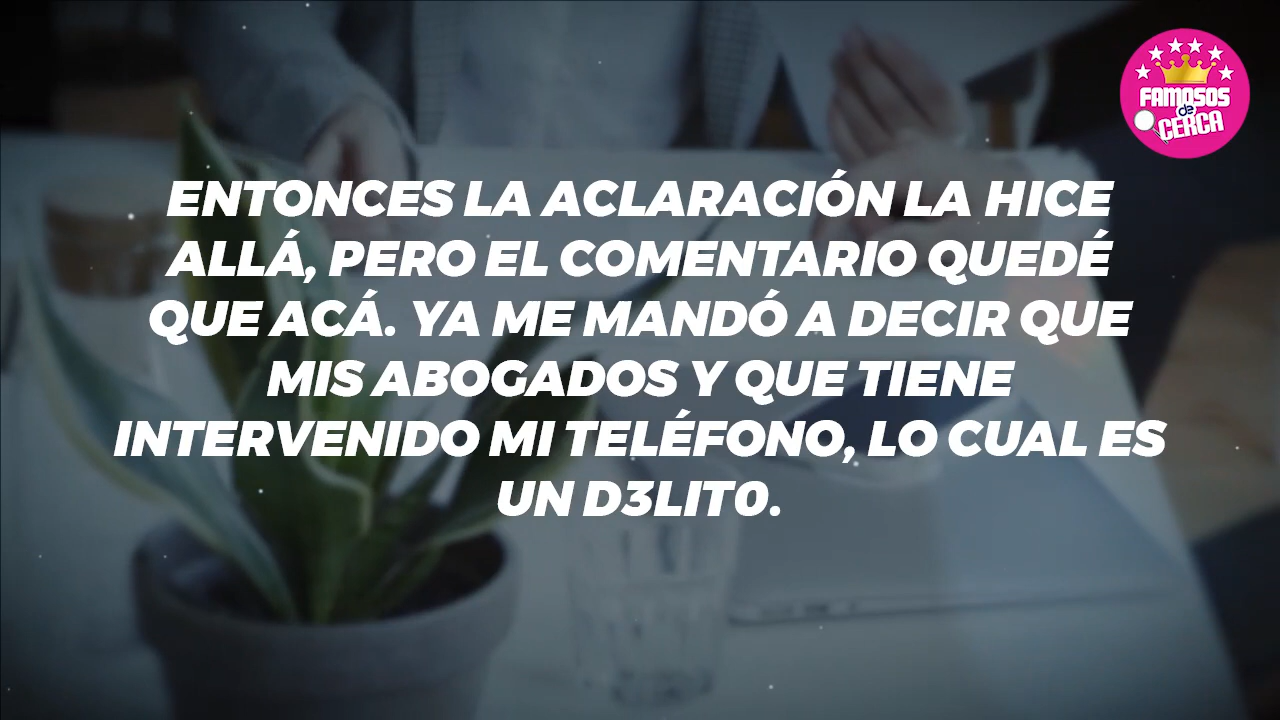 FAMOSOS
de
CERCA
ENTONCES LA ACLARACIÓN LA HICE
ALLÁ, PERO EL COMENTARIO QUEDÉ
QUE ACÁ. YA ME MANDÓ A DECIR QUE
MIS ABOGADOS Y QUE TIENE
INTERVENIDO MI TELÉFONO, LO CUAL ES
UN D3LIT0.